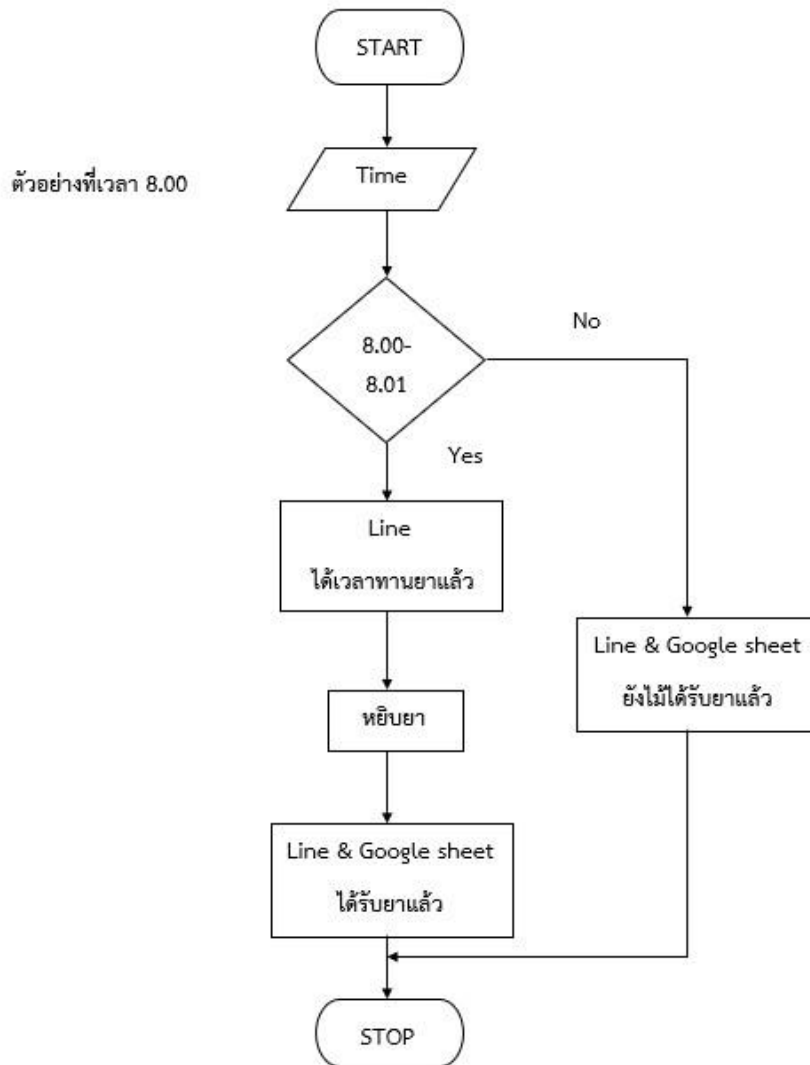 START
Time
ตัวอย่างที่เวลา 8.00
8.00-
8.01
No
Yes
Line
ได้เวลาทานยาแล้ว
หยิบยา
Line & Google sheet
ได้รับยาแล้ว
Line & Google sheet
ยังไม้ได้รับยาแล้ว
STOP